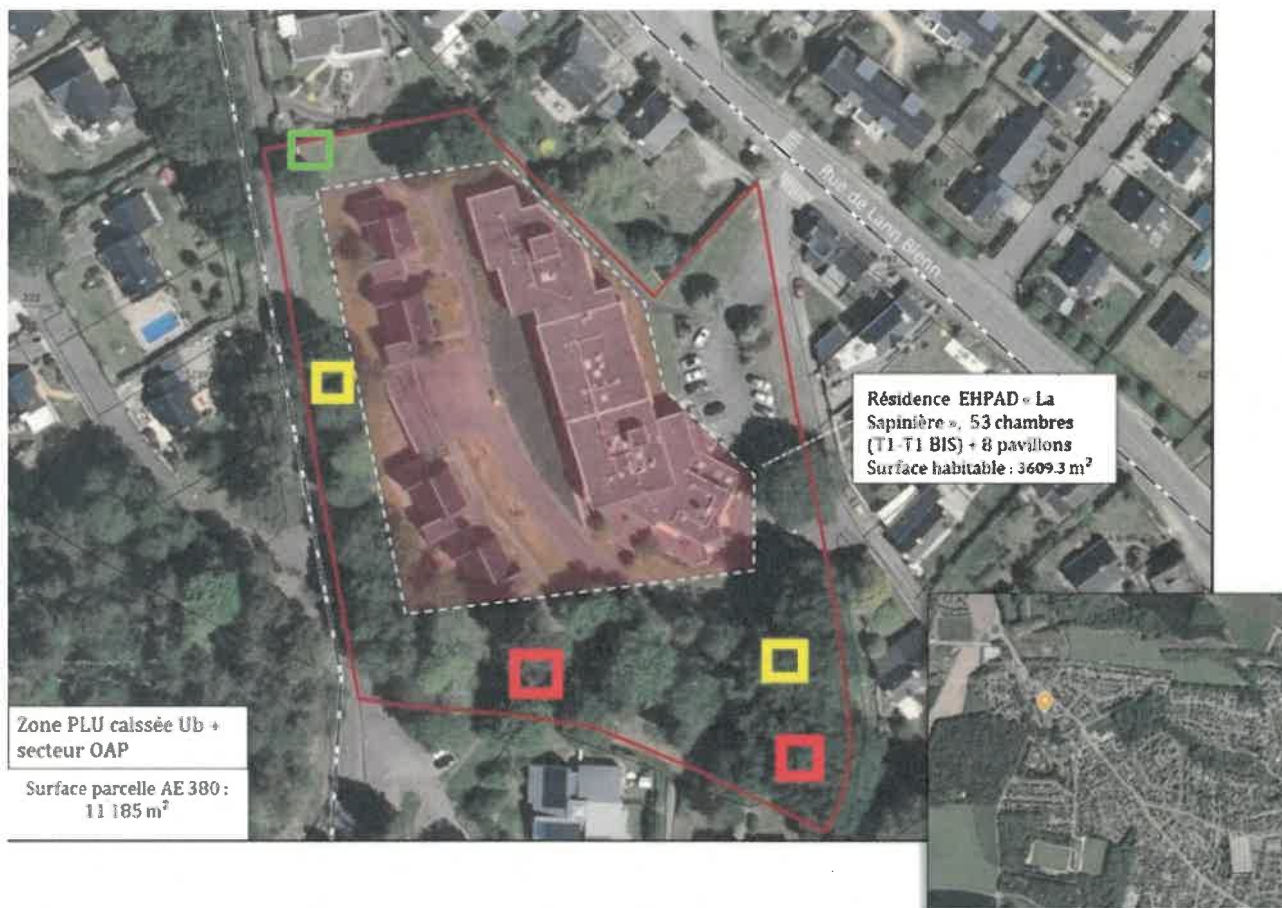 Rue de Lann Blenn
Résidence EHPAD « La
Sapinière », 53 chambres
(T1-T1 BIS) + 8 pavillons
Surface habitable : 3609.3 m²
Zone PLU caissée Ub +
secteur OAP
Surface parcelle AE 380 :
11 185 m²